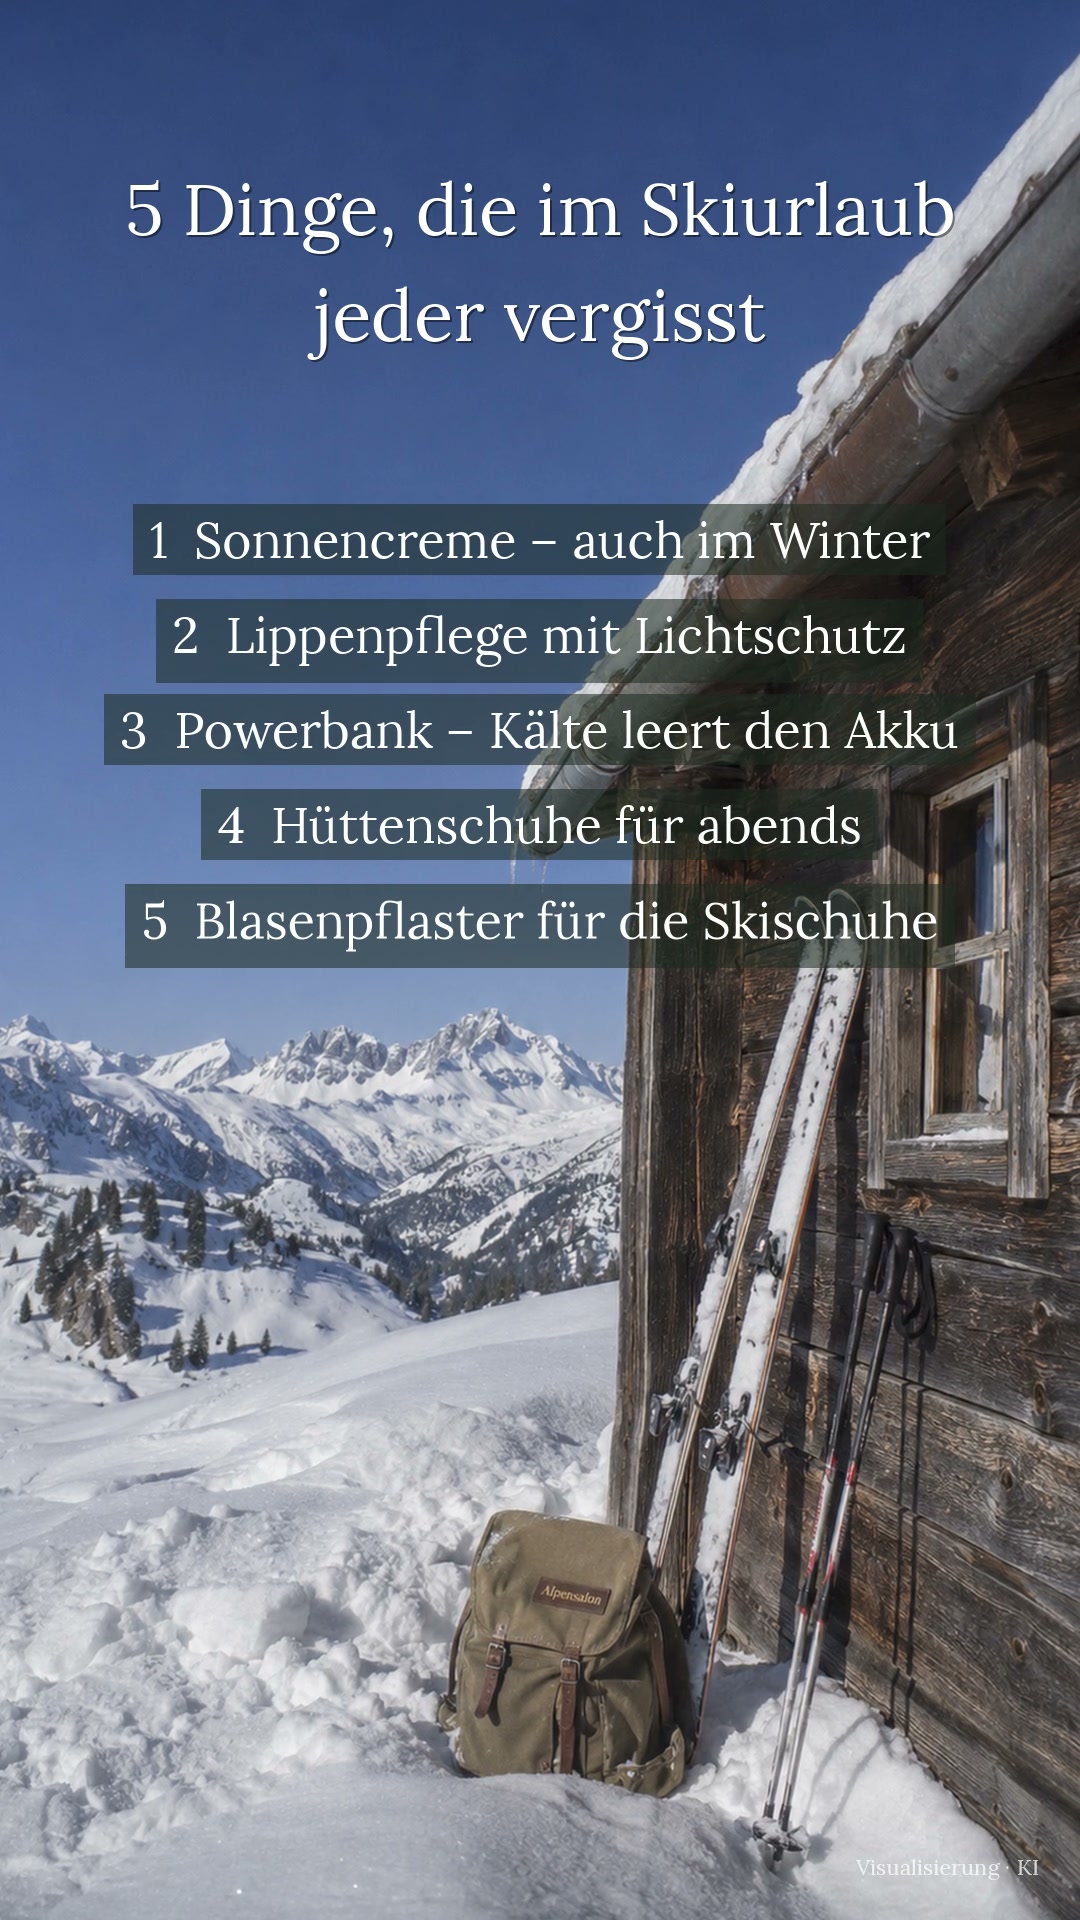 5 Dinge, die im Skiurlaub
jeder vergisst
1 Sonnencreme – auch im Winter
2 Lippenpflege mit Lichtschutz
3 Powerbank – Kälte leert den Akku
4 Hüttenschuhe für abends
5 Blasenpflaster für die Skischuhe
Alpensalon
Visualisierung · KI